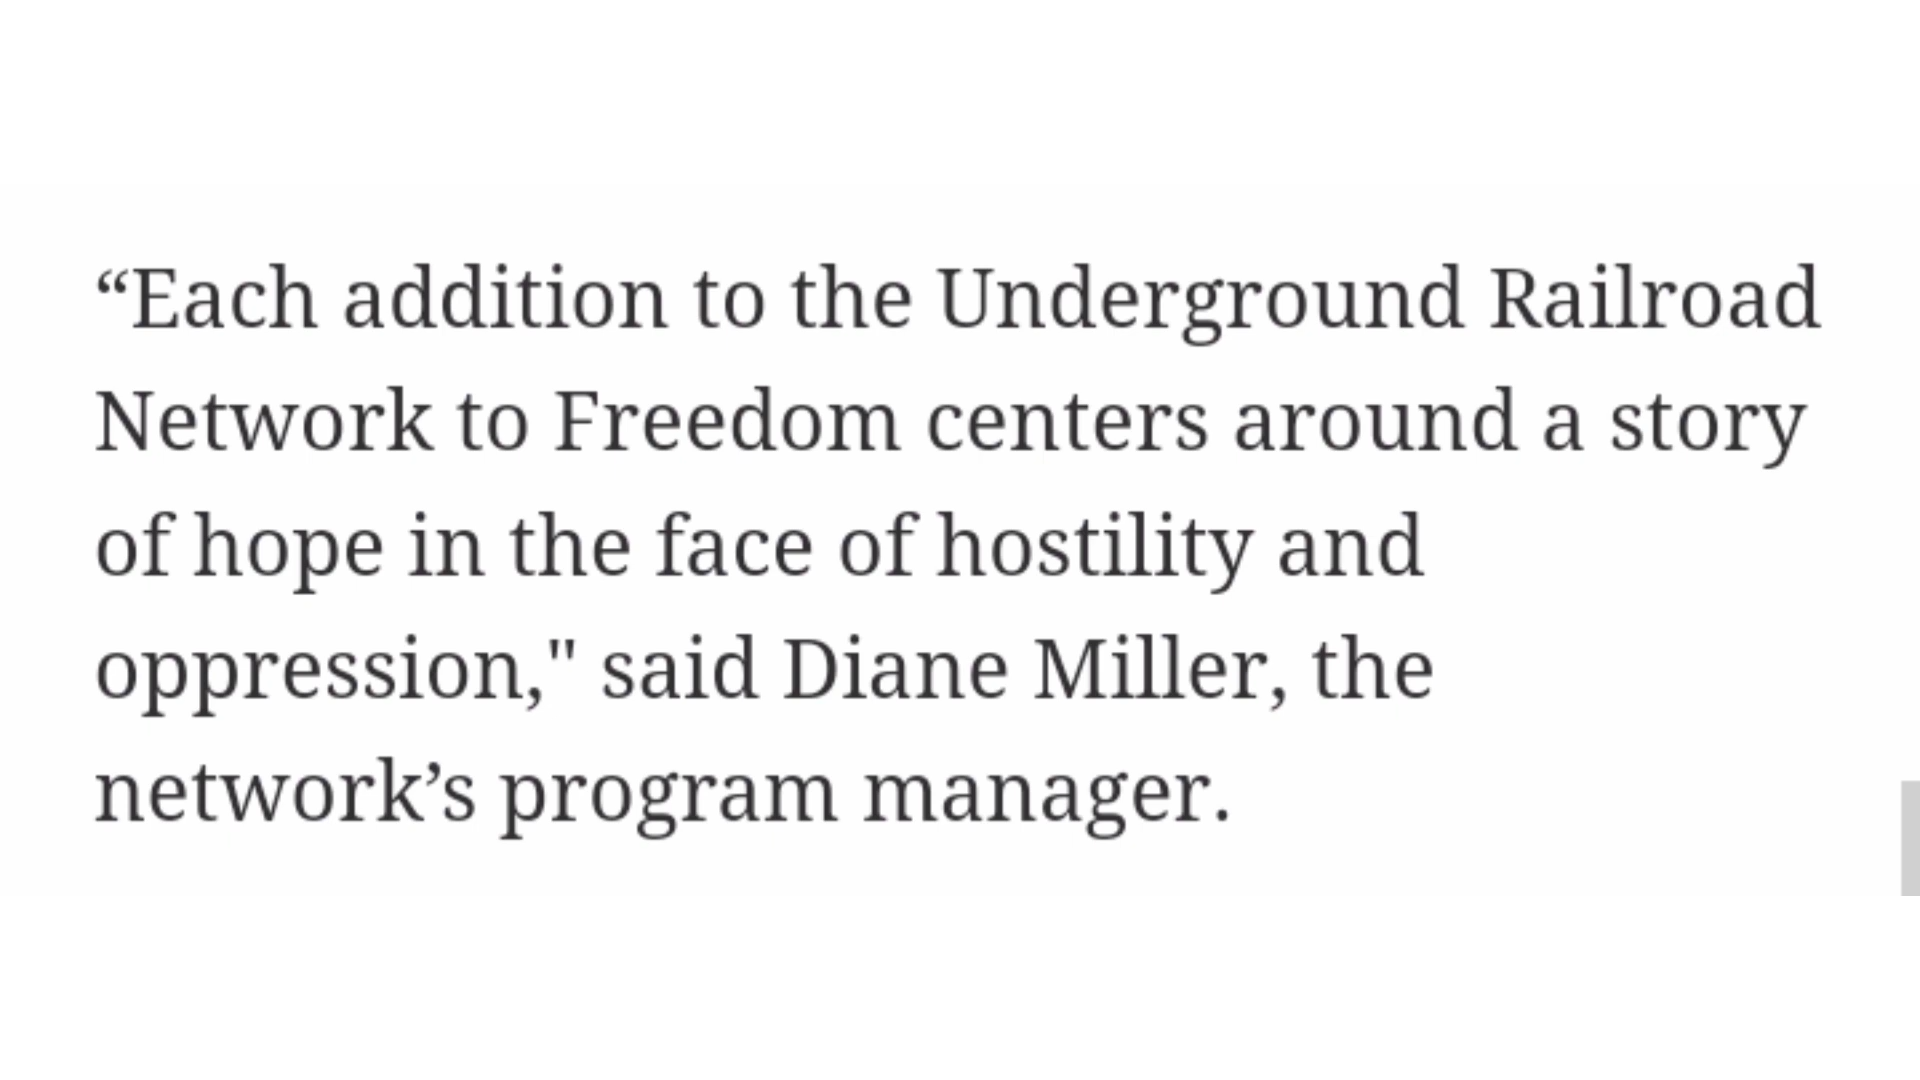 “Each addition to the Underground Railroad
Network to Freedom centers around a story
of hope in the face of hostility and
oppression," said Diane Miller, the
network’s program manager.